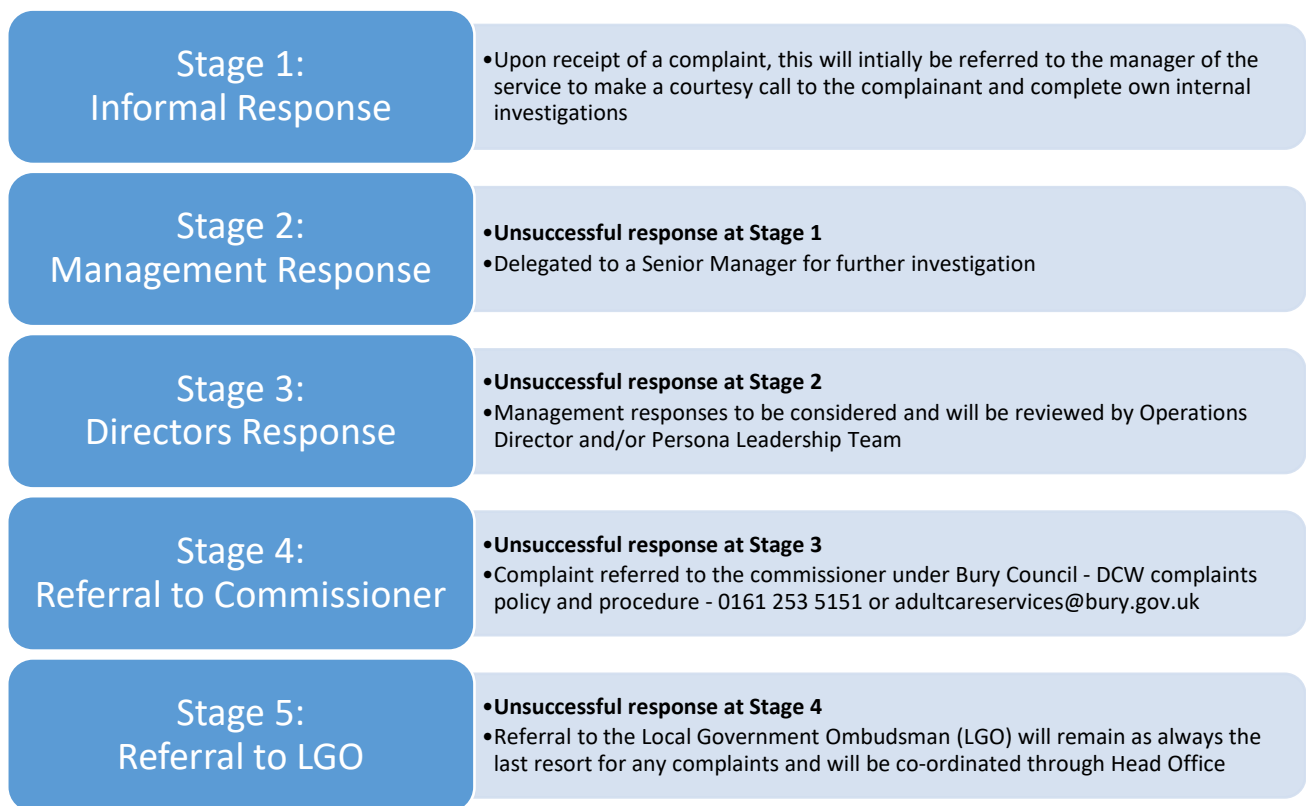 Stage 1:
Informal Response
•Upon receipt of a complaint, this will intially be referred to the manager of the
service to make a courtesy call to the complainant and complete own internal
investigations
Stage 2:
Management Response
•Unsuccessful response at Stage 1
•Delegated to a Senior Manager for further investigation
Stage 3:
Directors Response
•Unsuccessful response at Stage 2
•Management responses to be considered and will be reviewed by Operations
Director and/or Persona Leadership Team
Stage 4:
Referral to Commissioner
•Unsuccessful response at Stage 3
•Complaint referred to the commissioner under Bury Council - DCW complaints
policy and procedure - 0161 253 5151 or adultcareservices@bury.gov.uk
Stage 5:
Referral to LGO
•Unsuccessful response at Stage 4
•Referral to the Local Government Ombudsman (LGO) will remain as always the
last resort for any complaints and will be co-ordinated through Head Office